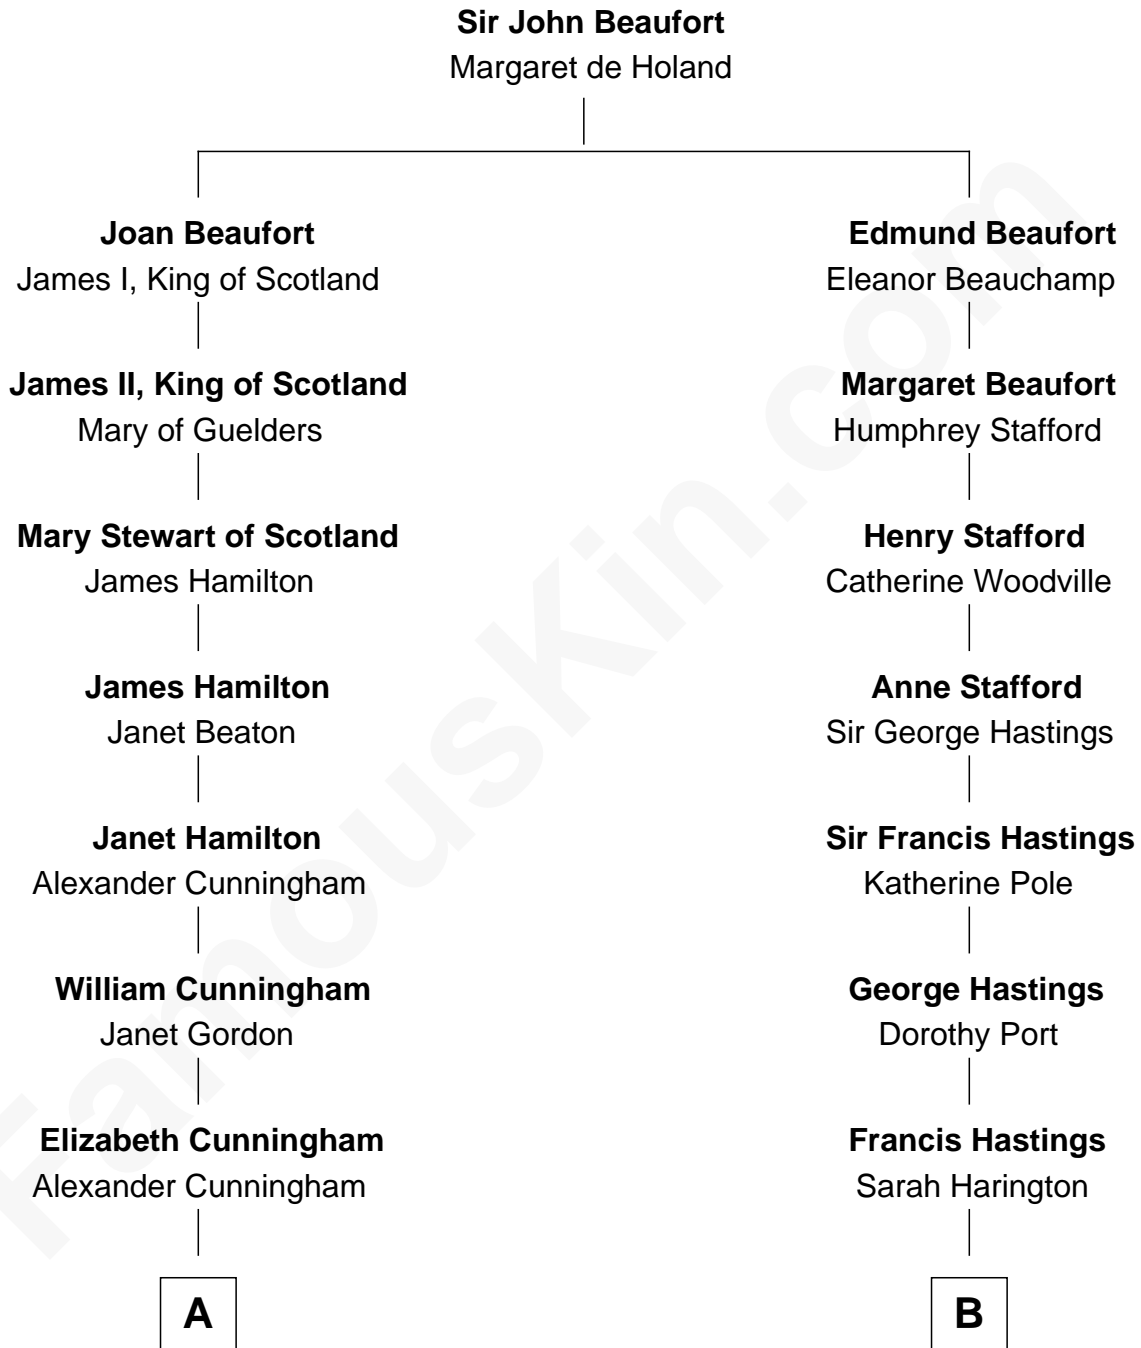 Sir John Beaufort
Margaret de Holand
Joan Beaufort
James I, King of Scotland
James II, King of Scotland
Mary of Guelders
Mary Stewart of Scotland
James Hamilton
James Hamilton
Janet Beaton
Janet Hamilton
Alexander Cunningham
William Cunningham
Janet Gordon
Elizabeth Cunningham
Alexander Cunningham
A
Edmund Beaufort
Eleanor Beauchamp
Margaret Beaufort
Humphrey Stafford
Henry Stafford
Catherine Woodville
Anne Stafford
Sir George Hastings
Sir Francis Hastings
Katherine Pole
George Hastings
Dorothy Port
Francis Hastings
Sarah Harington
B
FamousKin.com